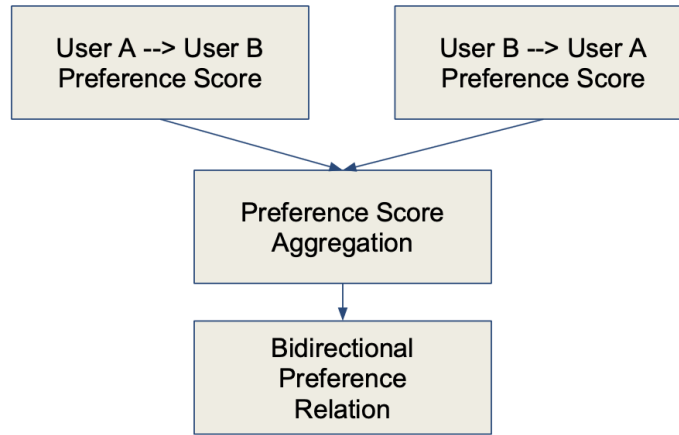 User A --> User B
Preference Score
User B --> User A
Preference Score
Preference Score
Aggregation
Bidirectional
Preference
Relation